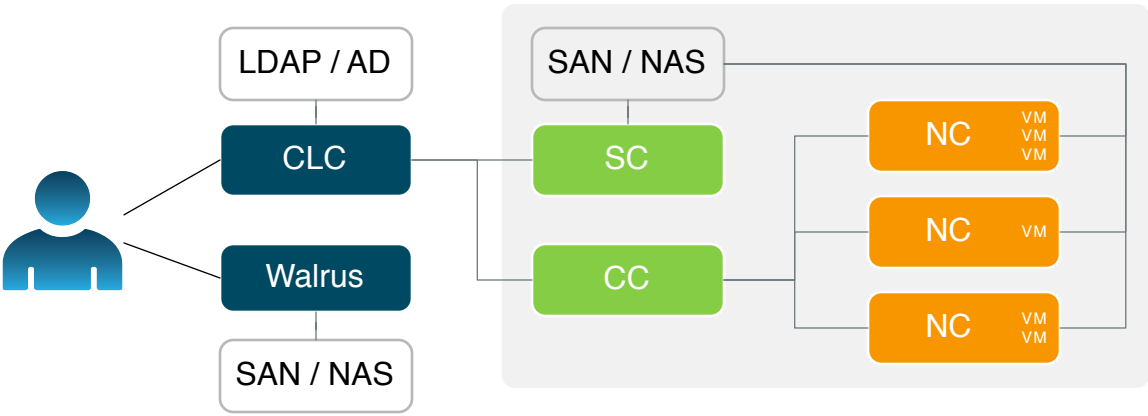 LDAP / AD
CLC
Walrus
SAN / NAS
SAN / NAS
SC
CC
NC
VM
VM
VM
NC
VM
NC
VM
VM